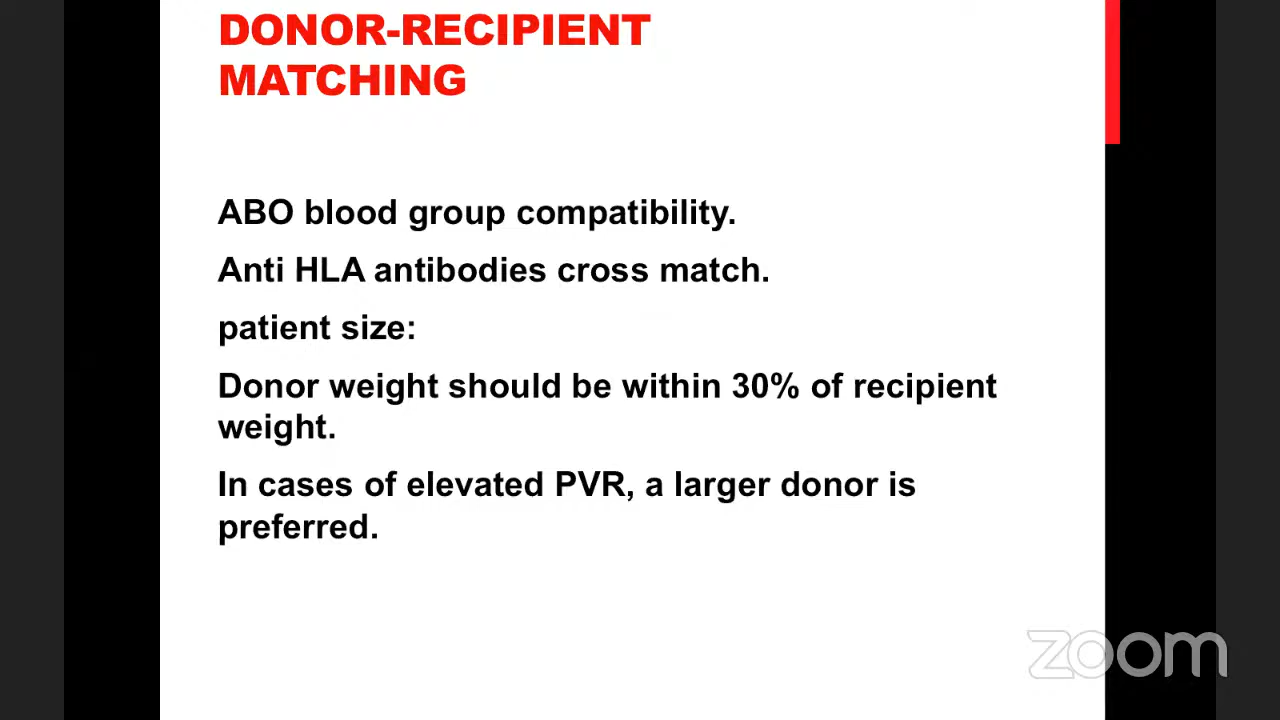 DONOR-RECIPIENT
MATCHING
ABO blood group compatibility.
Anti HLA antibodies cross match.
patient size:
Donor weight should be within 30% of recipient
weight.
In cases of elevated PVR, a larger donor is
preferred.
zoom